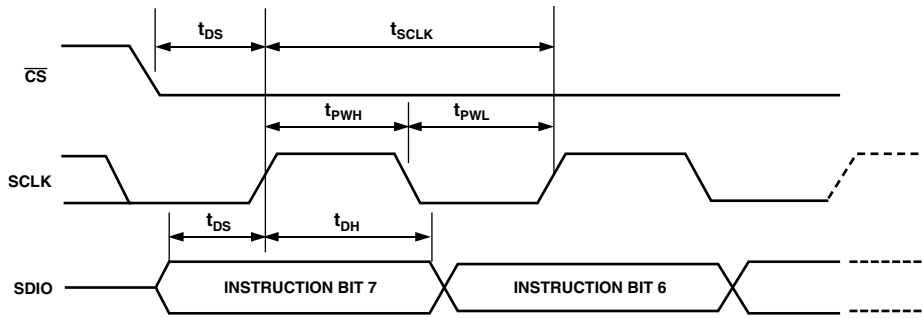 tDS tSCLK
CS
tPWH tPWL
SCLK
tDS tDH
SDIO INSTRUCTION BIT 7 INSTRUCTION BIT 6